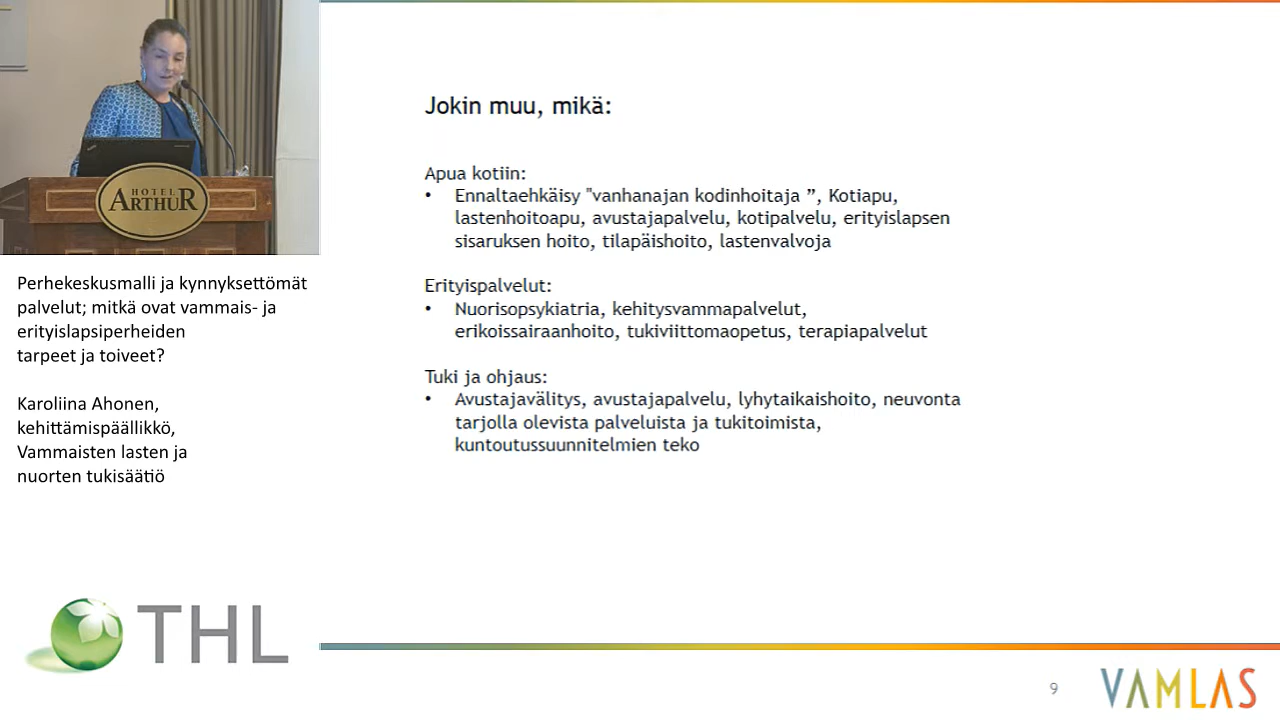 HOTEL
ARTHUR
Perhekeskusmalli ja kynnyksettömät
palvelut; mitkä ovat vammais- ja
erityislapsiperheiden
tarpeet ja toiveet?
Karoliina Ahonen,
kehittämispäällikkö,
Vammaisten lasten ja
nuorten tukisäätiö
THL
Jokin muu, mikä:
Apua kotiin:
• Ennaltaehkäisy "vanhanajan kodinhoitaja ”, Kotiapu,
lastenhoitoapu, avustajapalvelu, kotipalvelu, erityislapsen
sisaruksen hoito, tilapäishoito, lastenvalvoja
Erityispalvelut:
• Nuorisopsykiatria, kehitysvammapalvelut,
erikoissairaanhoito, tukiviittomaopetus, terapiapalvelut
Tuki ja ohjaus:
• Avustajavälitys, avustajapalvelu, lyhytaikaishoito, neuvonta
tarjolla olevista palveluista ja tukitoimista,
kuntoutussuunnitelmien teko
9
VAMLAS